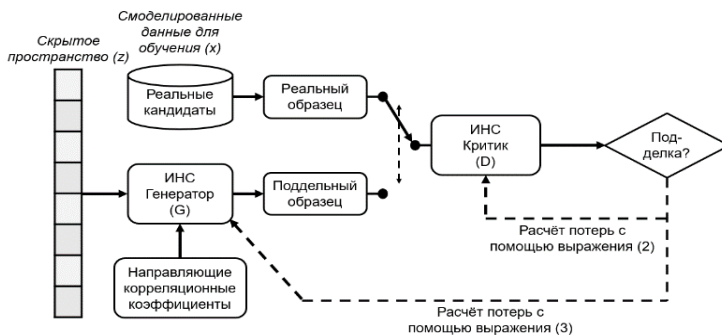 Скрытое
пространство (z)
Смоделированные
данные для
обучения (x)
Реальные
кандидаты
Реальный
образец
ИНС
Критик
(D)
Под-
делка?
ИНС
Генератор
(G)
Поддельный
образец
Направляющие
корреляционные
коэффициенты
Расчёт потерь с
помощью выражения (2)
Расчёт потерь с
помощью выражения (3)